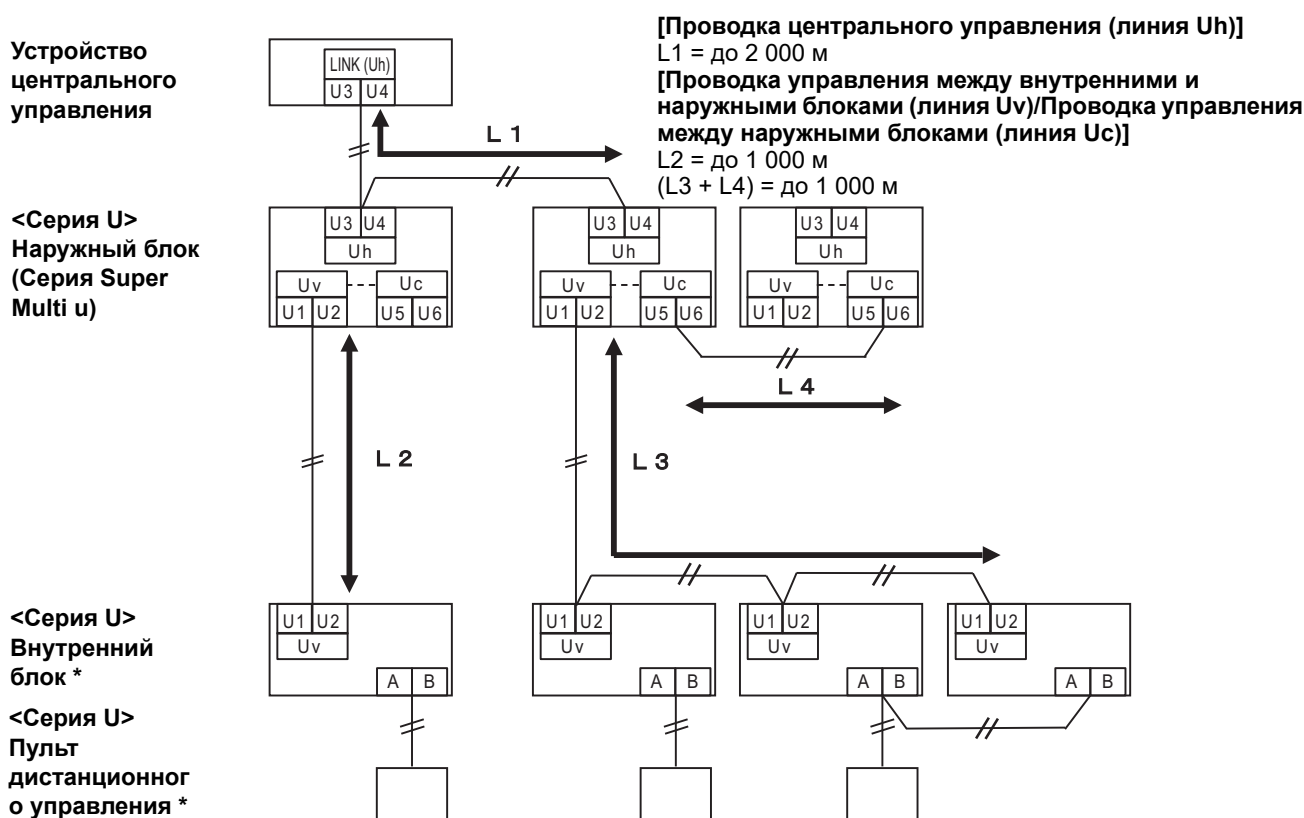 [Проводка центрального управления (линия Uh)]
L1 = до 2 000 м
[Проводка управления между внутренними и
наружными блоками (линия Uv)/Проводка управления
между наружными блоками (линия Uc)]
L2 = до 1 000 м
(L3 + L4) = до 1 000 м
Устройство
центрального
управления
LINK (Uh)
U3 U4
L 1
<Серия U>
Наружный блок
(Серия Super
Multi u)
U3 U4
Uh
Uv Uc
U1 U2 U5 U6
U3 U4
Uh
Uv Uc
U1 U2 U5 U6
U3 U4
Uh
Uv Uc
U1 U2 U5 U6
L 4
L 2
L 3
<Серия U>
Внутренний
блок *
U1 U2
Uv
A B
U1 U2
Uv
A B
U1 U2
Uv
A B
U1 U2
Uv
A B
<Серия U>
Пульт
дистанционног
о управления *